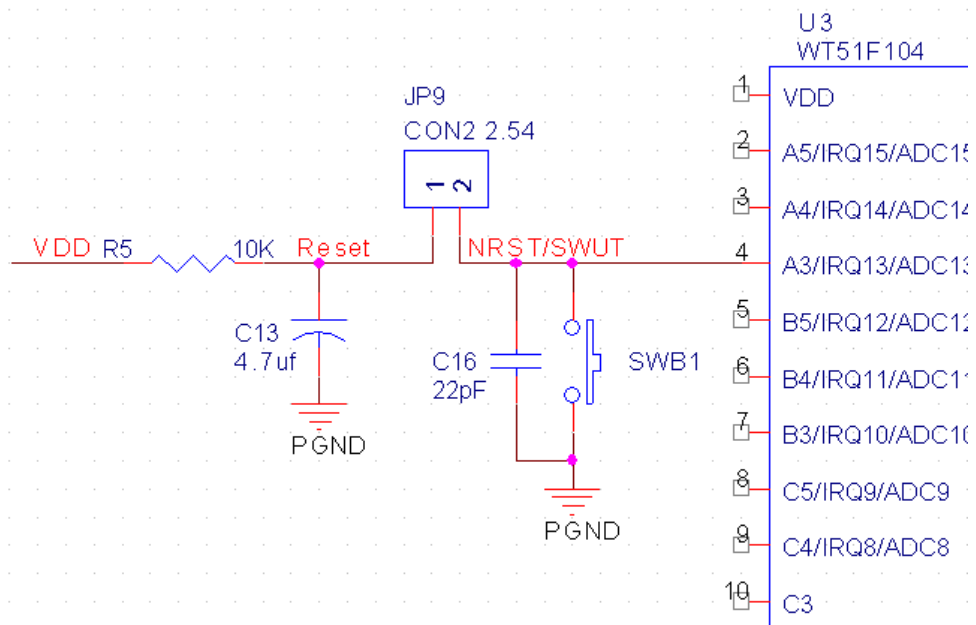 U3
WT51F104
JP9
CON2 2.54
1 2
VDD R5 10K Reset NRST/SWUT
C13
4.7uf
PGND
C16
22pF
SWB1
PGND
1 VDD
2 A5/IRQ15/ADC15
3 A4/IRQ14/ADC14
4 A3/IRQ13/ADC13
5 B5/IRQ12/ADC12
6 B4/IRQ11/ADC11
7 B3/IRQ10/ADC10
8 C5/IRQ9/ADC9
9 C4/IRQ8/ADC8
10 C3